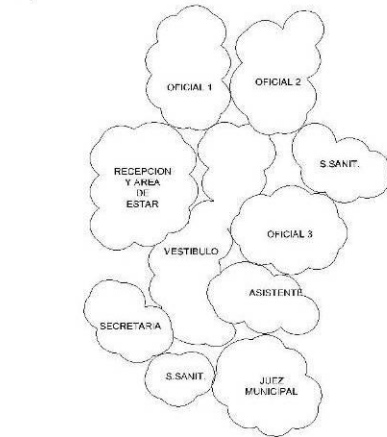 OFICIAL 1
OFICIAL 2
RECEPCION
Y AREA
DE
ESTAR
S.SANIT.
OFICIAL 3
VESTIBULO
ASISTENTE
SECRETARIA
S.SANIT.
JUEZ
MUNICIPAL